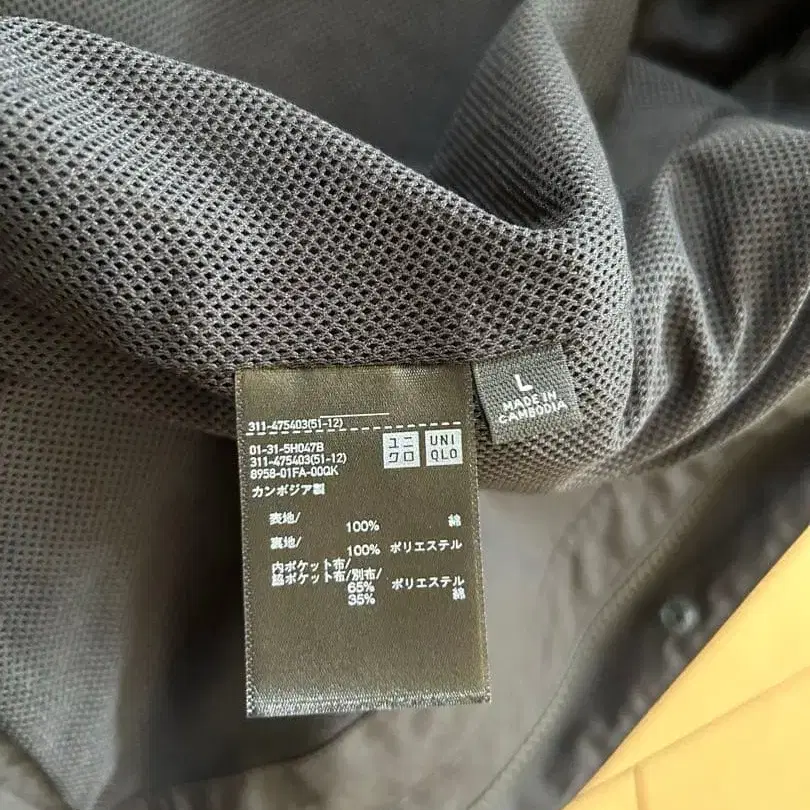 L
MADE IN
CAMBODIA
311-475403(51-12)
ユニ
クロ
UNI
QLO
01-31-5H047B
311-475403(51-12)
8958-01FA-00QK
カンボジア製
表地/
100% 綿
裏地/
100% ポリエステル
内ポケット布/
脇ポケット布/別布/
65% ポリエステル
35% 綿